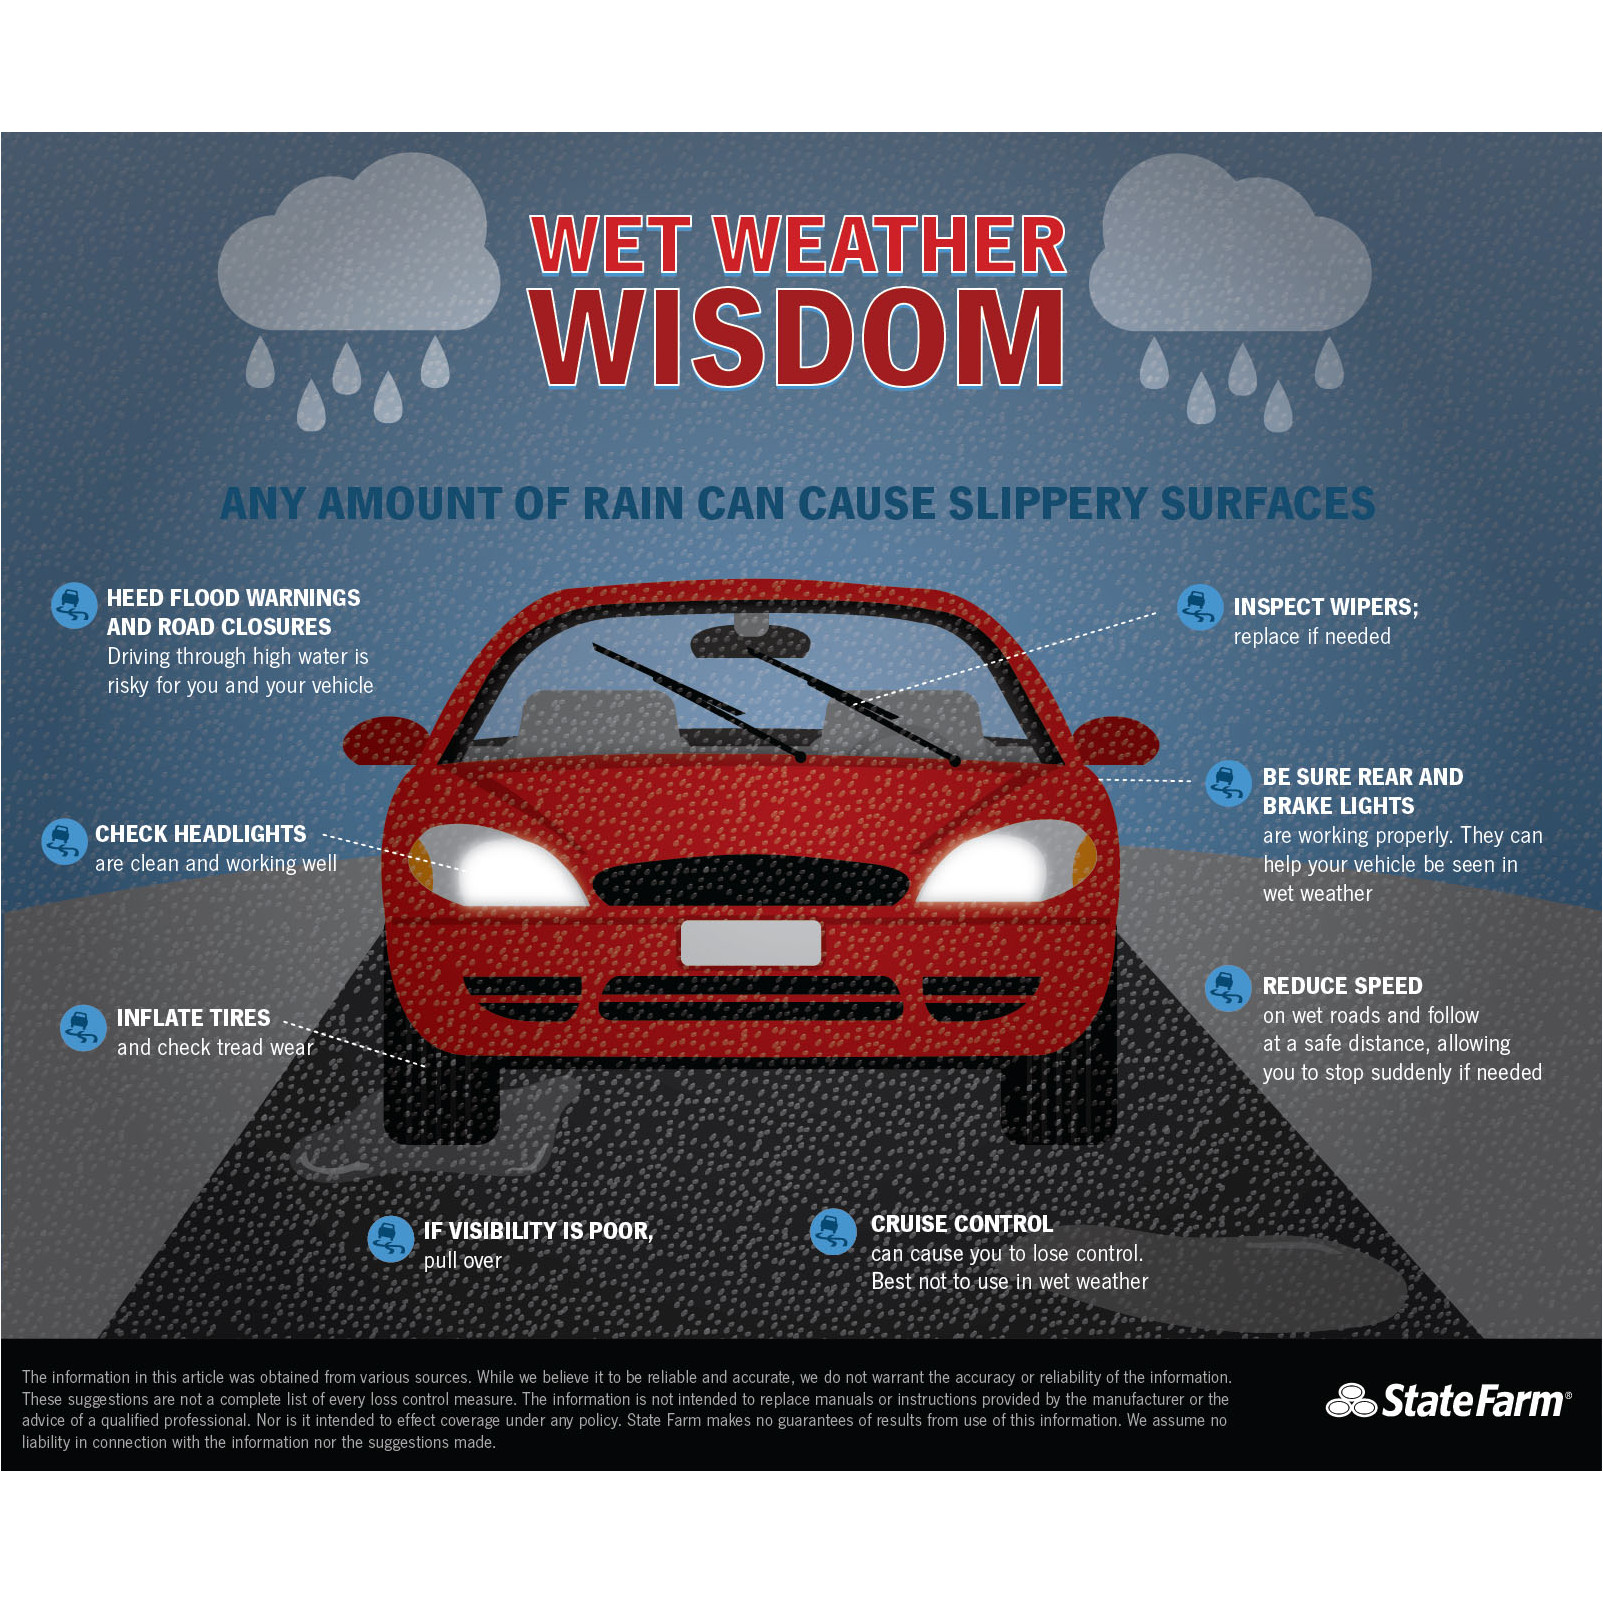 WET WEATHER
WISDOM
ANY AMOUNT OF RAIN CAN CAUSE SLIPPERY SURFACES
HEED FLOOD WARNINGS
AND ROAD CLOSURES
Driving through high water is
risky for you and your vehicle
CHECK HEADLIGHTS
are clean and working well
INFLATE TIRES
and check tread wear
INSPECT WIPERS;
replace if needed
BE SURE REAR AND
BRAKE LIGHTS
are working properly. They can
help your vehicle be seen in
wet weather
REDUCE SPEED
on wet roads and follow
at a safe distance, allowing
you to stop suddenly if needed
IF VISIBILITY IS POOR,
pull over
CRUISE CONTROL
can cause you to lose control.
Best not to use in wet weather
The information in this article was obtained from various sources. While we believe it to be reliable and accurate, we do not warrant the accuracy or reliability of the information.
These suggestions are not a complete list of every loss control measure. The information is not intended to replace manuals or instructions provided by the manufacturer or the
advice of a qualified professional. Nor is it intended to effect coverage under any policy. State Farm makes no guarantees of results from use of this information. We assume no
liability in connection with the information nor the suggestions made.
StateFarm®